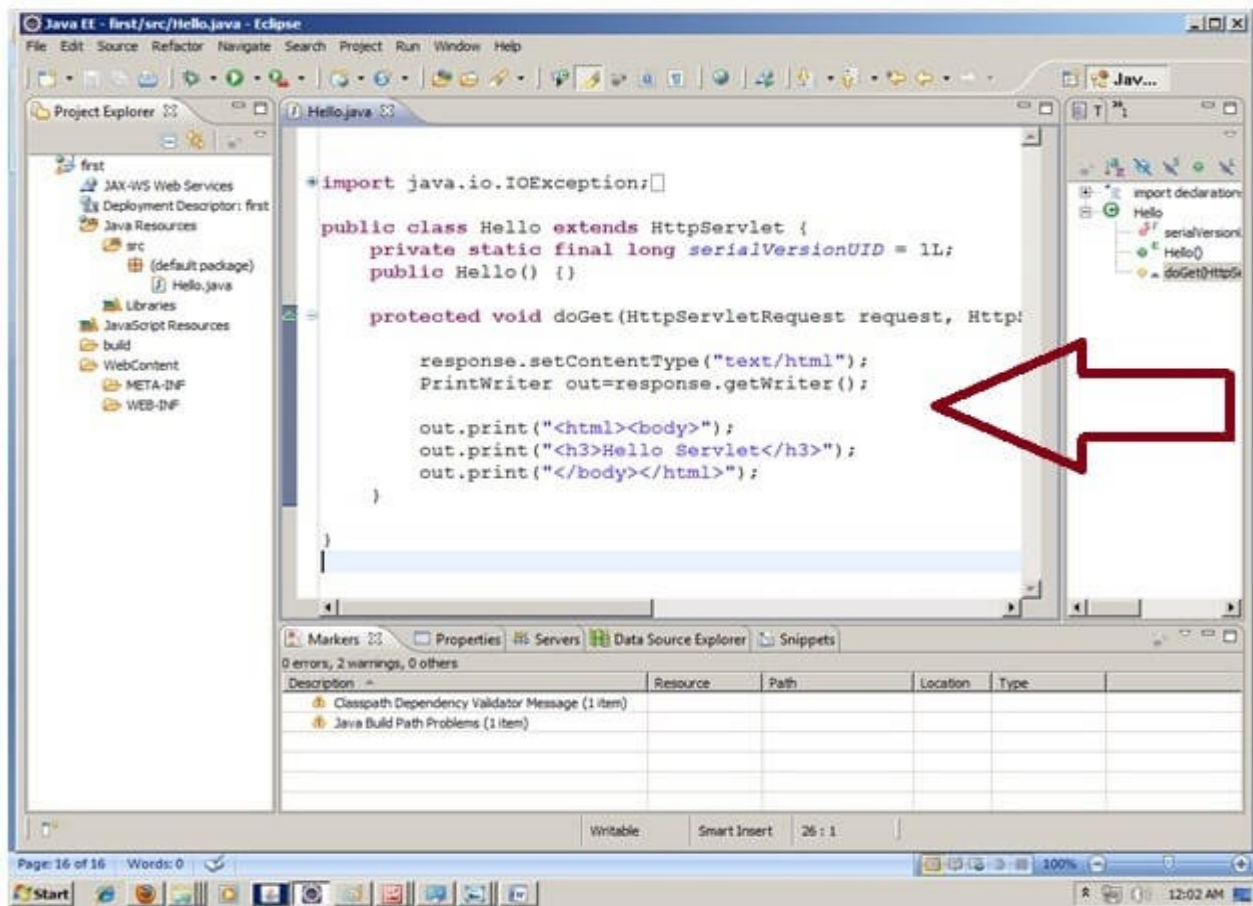 Java EE - first/src/Hello.java - Eclipse
File Edit Source Refactor Navigate Search Project Run Window Help
Jav...
Project Explorer
first
JAX-WS Web Services
Deployment Descriptor: first
Java Resources
src
(default package)
Hello.java
Libraries
JavaScript Resources
build
WebContent
META-INF
WEB-INF
Hello.java
import java.io.IOException;
public class Hello extends HttpServlet {
private static final long serialVersionUID = 1L;
public Hello() {}
protected void doGet(HttpServletRequest request, HttpS
response.setContentType("text/html");
PrintWriter out=response.getWriter();
out.print("<html><body>");
out.print("<h3>Hello Servlet</h3>");
out.print("</body></html>");
}
}
import declaration
Hello
serialVersionU
Hello()
doGet(HttpSe
Markers Properties Servers Data Source Explorer Snippets
0 errors, 2 warnings, 0 others
Description Resource Path Location Type
Classpath Dependency Validator Message (1 item)
Java Build Path Problems (1 item)
Writable Smart Insert 26 : 1
Page: 16 of 16 Words: 0 100%
Start 12:02 AM